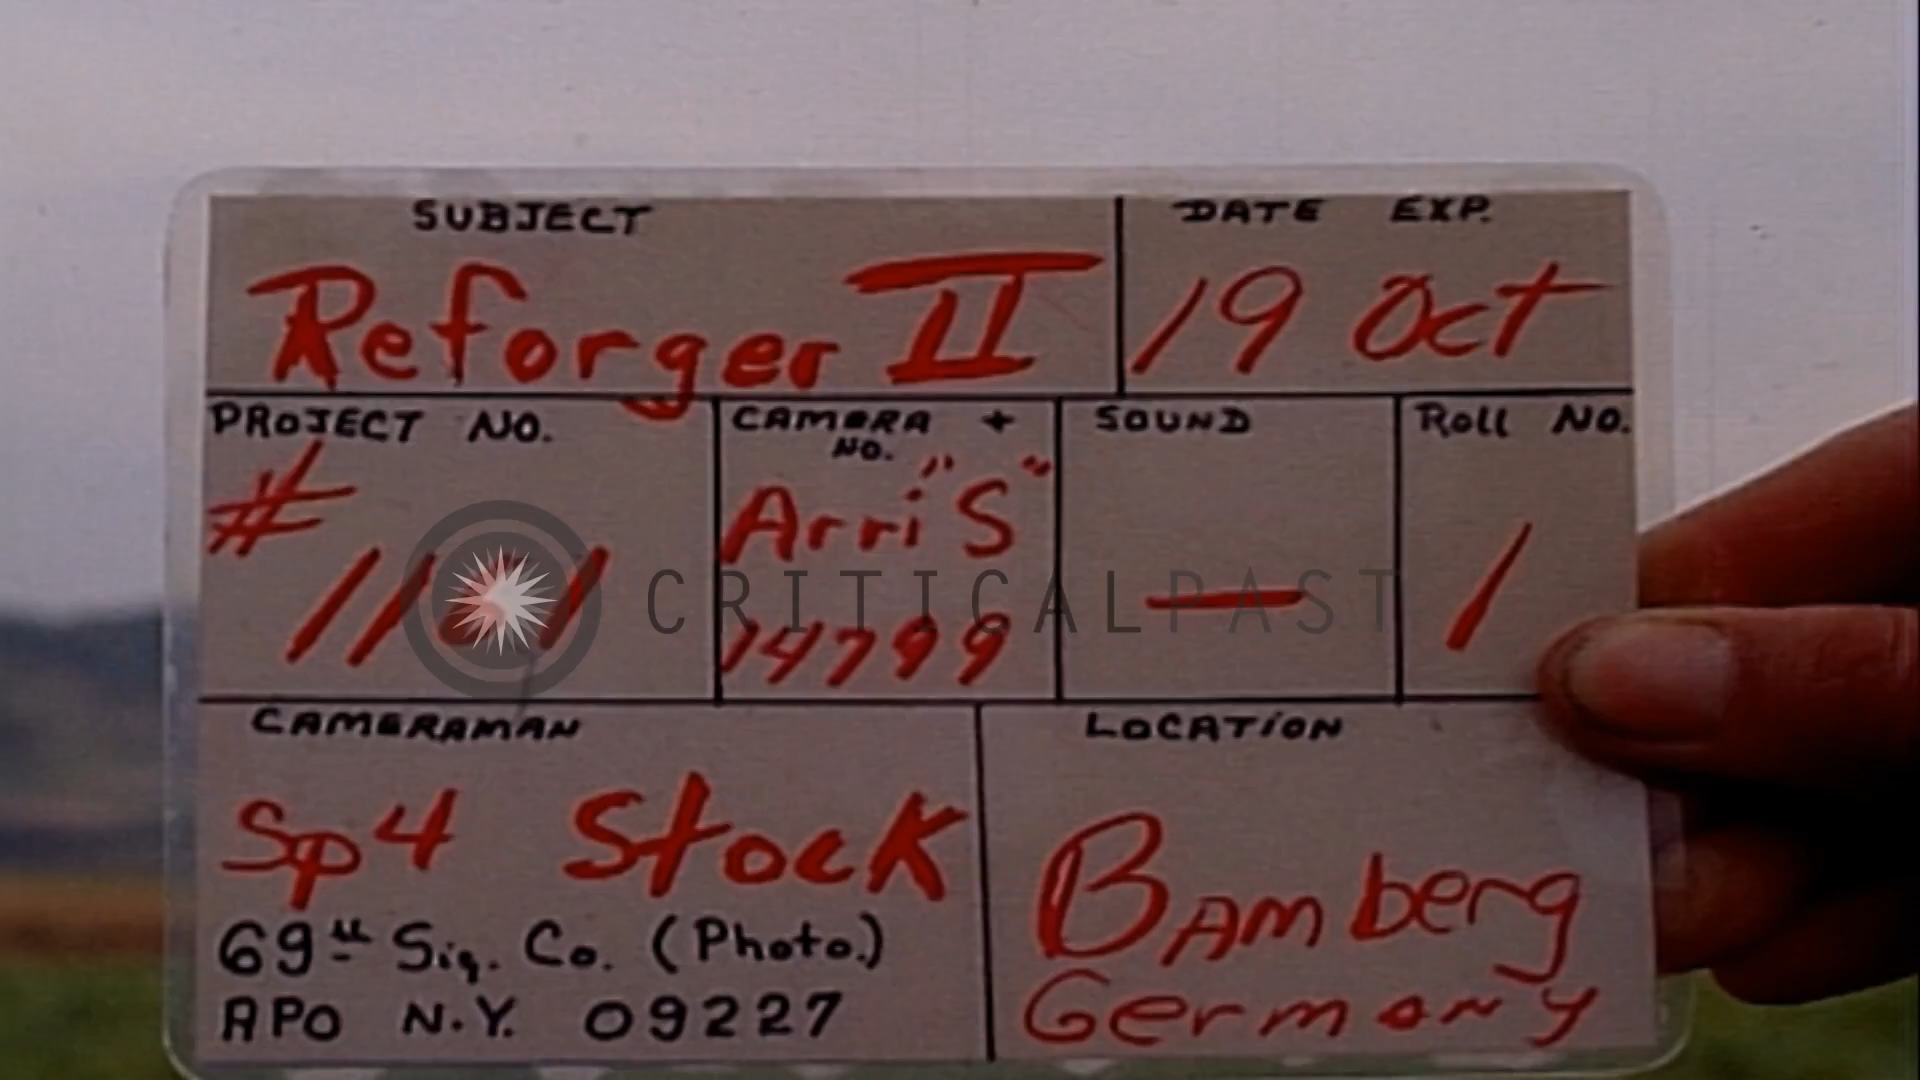 SUBJECT
Reforger II
DATE EXP.
19 Oct
PROJECT NO.
#
CAMERA +
NO.
Arri "S"
14799
SOUND
—
Roll NO.
1
CRITICALPAST
CAMERAMAN
Sp4 Stock
69th Sig. Co. (Photo.)
APO N.Y. 09227
LOCATION
BAmberg
Germany